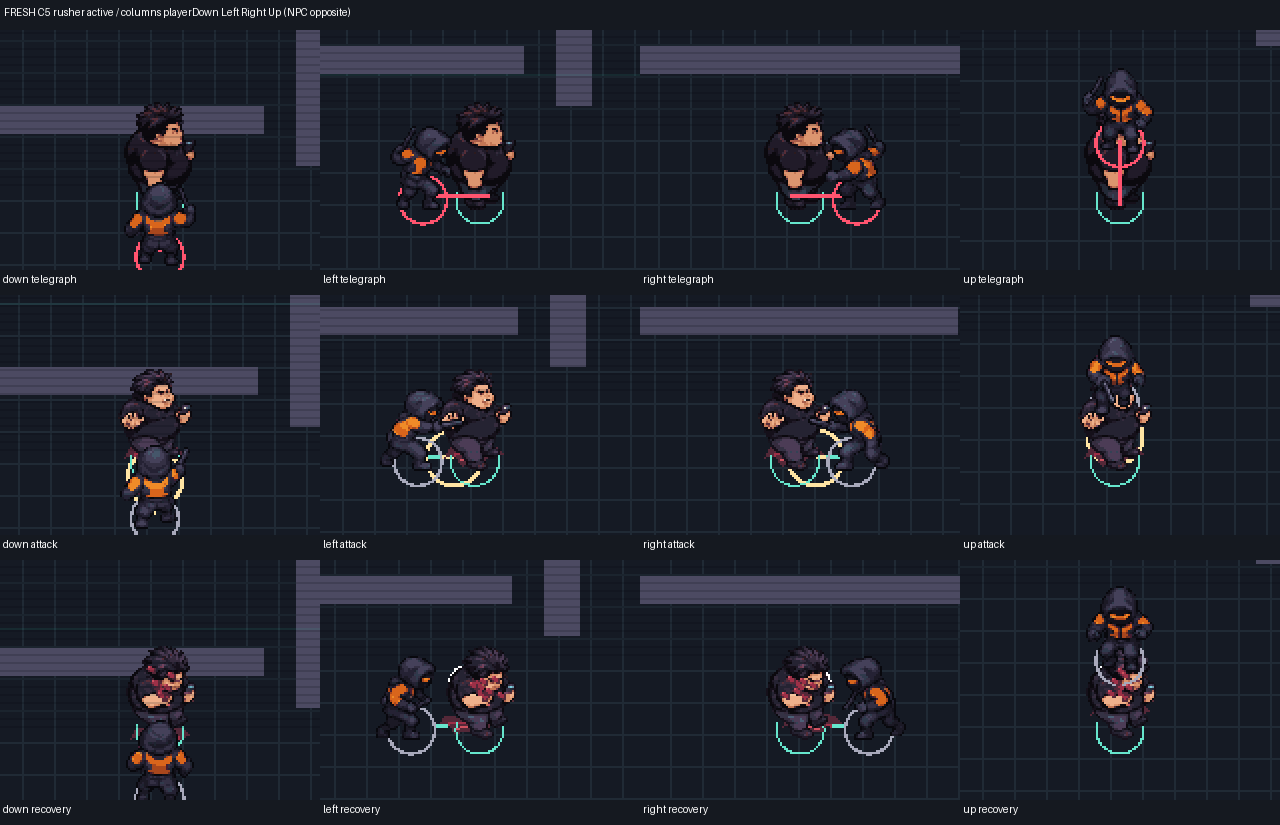 FRESH C5 rusher active / columns playerDown Left Right Up (NPC opposite)
down telegraph
left telegraph
right telegraph
up telegraph
down attack
left attack
right attack
up attack
down recovery
left recovery
right recovery
up recovery